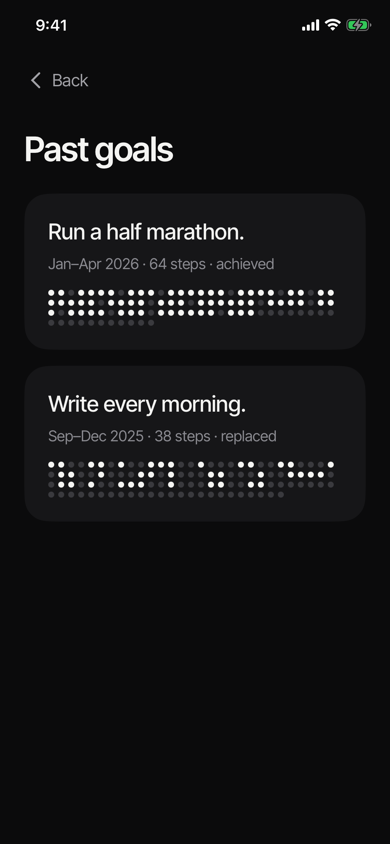 9:41
Back
Past goals
Run a half marathon.
Jan–Apr 2026 · 64 steps · achieved
Write every morning.
Sep–Dec 2025 · 38 steps · replaced